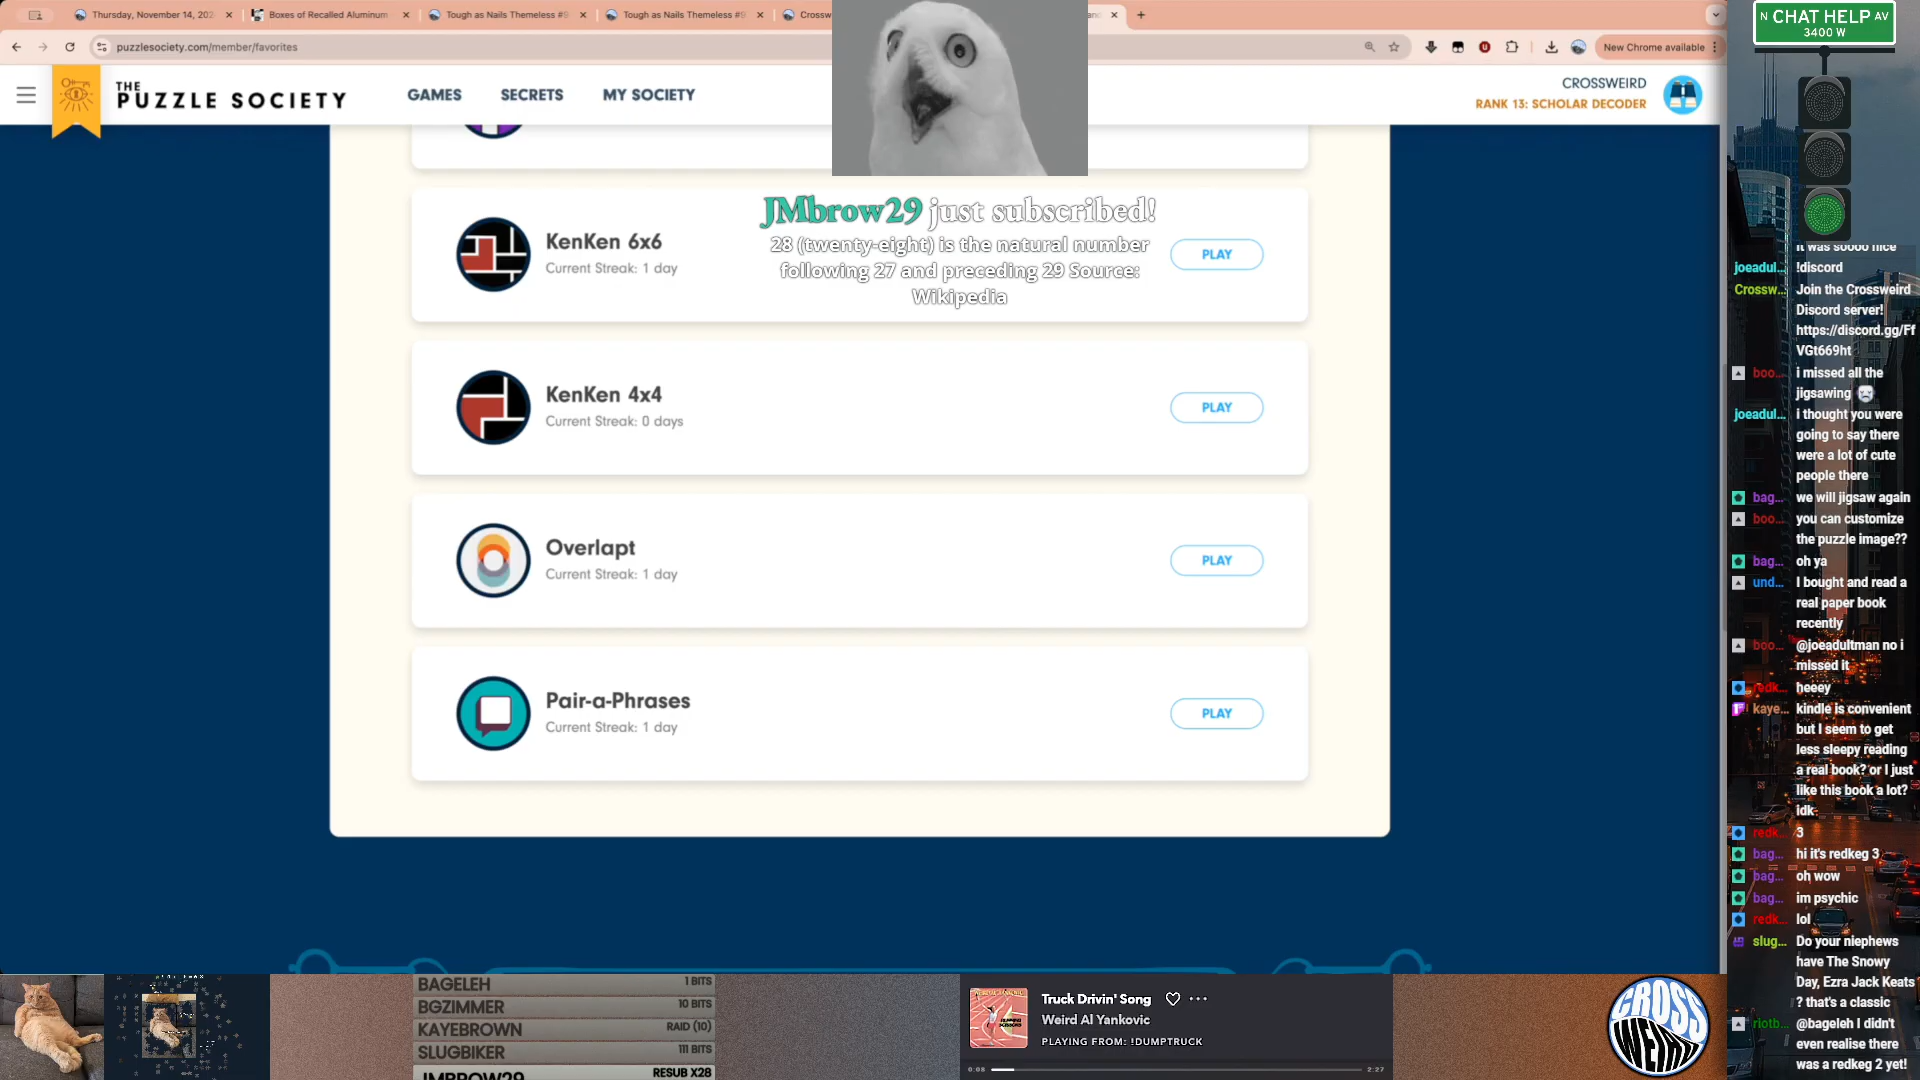 Thursday, November 14, 202
Boxes of Recalled Aluminum
Tough as Nails Themeless #9
Tough as Nails Themeless #9
Crossw
puzzlesociety.com/member/favorites
New Chrome available
THE
PUZZLE SOCIETY
GAMES
SECRETS
MY SOCIETY
CROSSWEIRD
RANK 13: SCHOLAR DECODER
JMbrow29 just subscribed!
28 (twenty-eight) is the natural number
following 27 and preceding 29 Source:
Wikipedia
KenKen 6x6
Current Streak: 1 day
PLAY
KenKen 4x4
Current Streak: 0 days
PLAY
Overlapt
Current Streak: 1 day
PLAY
Pair-a-Phrases
Current Streak: 1 day
PLAY
N CHAT HELP AV
3400 W
it was soooo nice
joeadul... !discord
Crossw... Join the Crossweird
Discord server!
https://discord.gg/Ff
VGt669ht
boo... i missed all the
jigsawing
joeadul... i thought you were
going to say there
were a lot of cute
people there
bag... we will jigsaw again
boo... you can customize
the puzzle image??
bag... oh ya
und... I bought and read a
real paper book
recently
boo... @joeadultman no i
missed it
redk... heeey
kaye... kindle is convenient
but I seem to get
less sleepy reading
a real book? or I just
like this book a lot?
idk
redk... 3
bag... hi it's redkeg 3
bag... oh wow
bag... im psychic
redk... lol
slug... Do your niephews
have The Snowy
Day, Ezra Jack Keats
? that's a classic
riotb... @bageleh I didn't
even realise there
was a redkeg 2 yet!
BAGELEH 1 BITS
BGZIMMER 10 BITS
KAYEBROWN RAID (10)
SLUGBIKER 111 BITS
JMBROW29 RESUB X28
Truck Drivin' Song
Weird Al Yankovic
PLAYING FROM: !DUMPTRUCK
0:08
2:27
CROSS
WEIRD